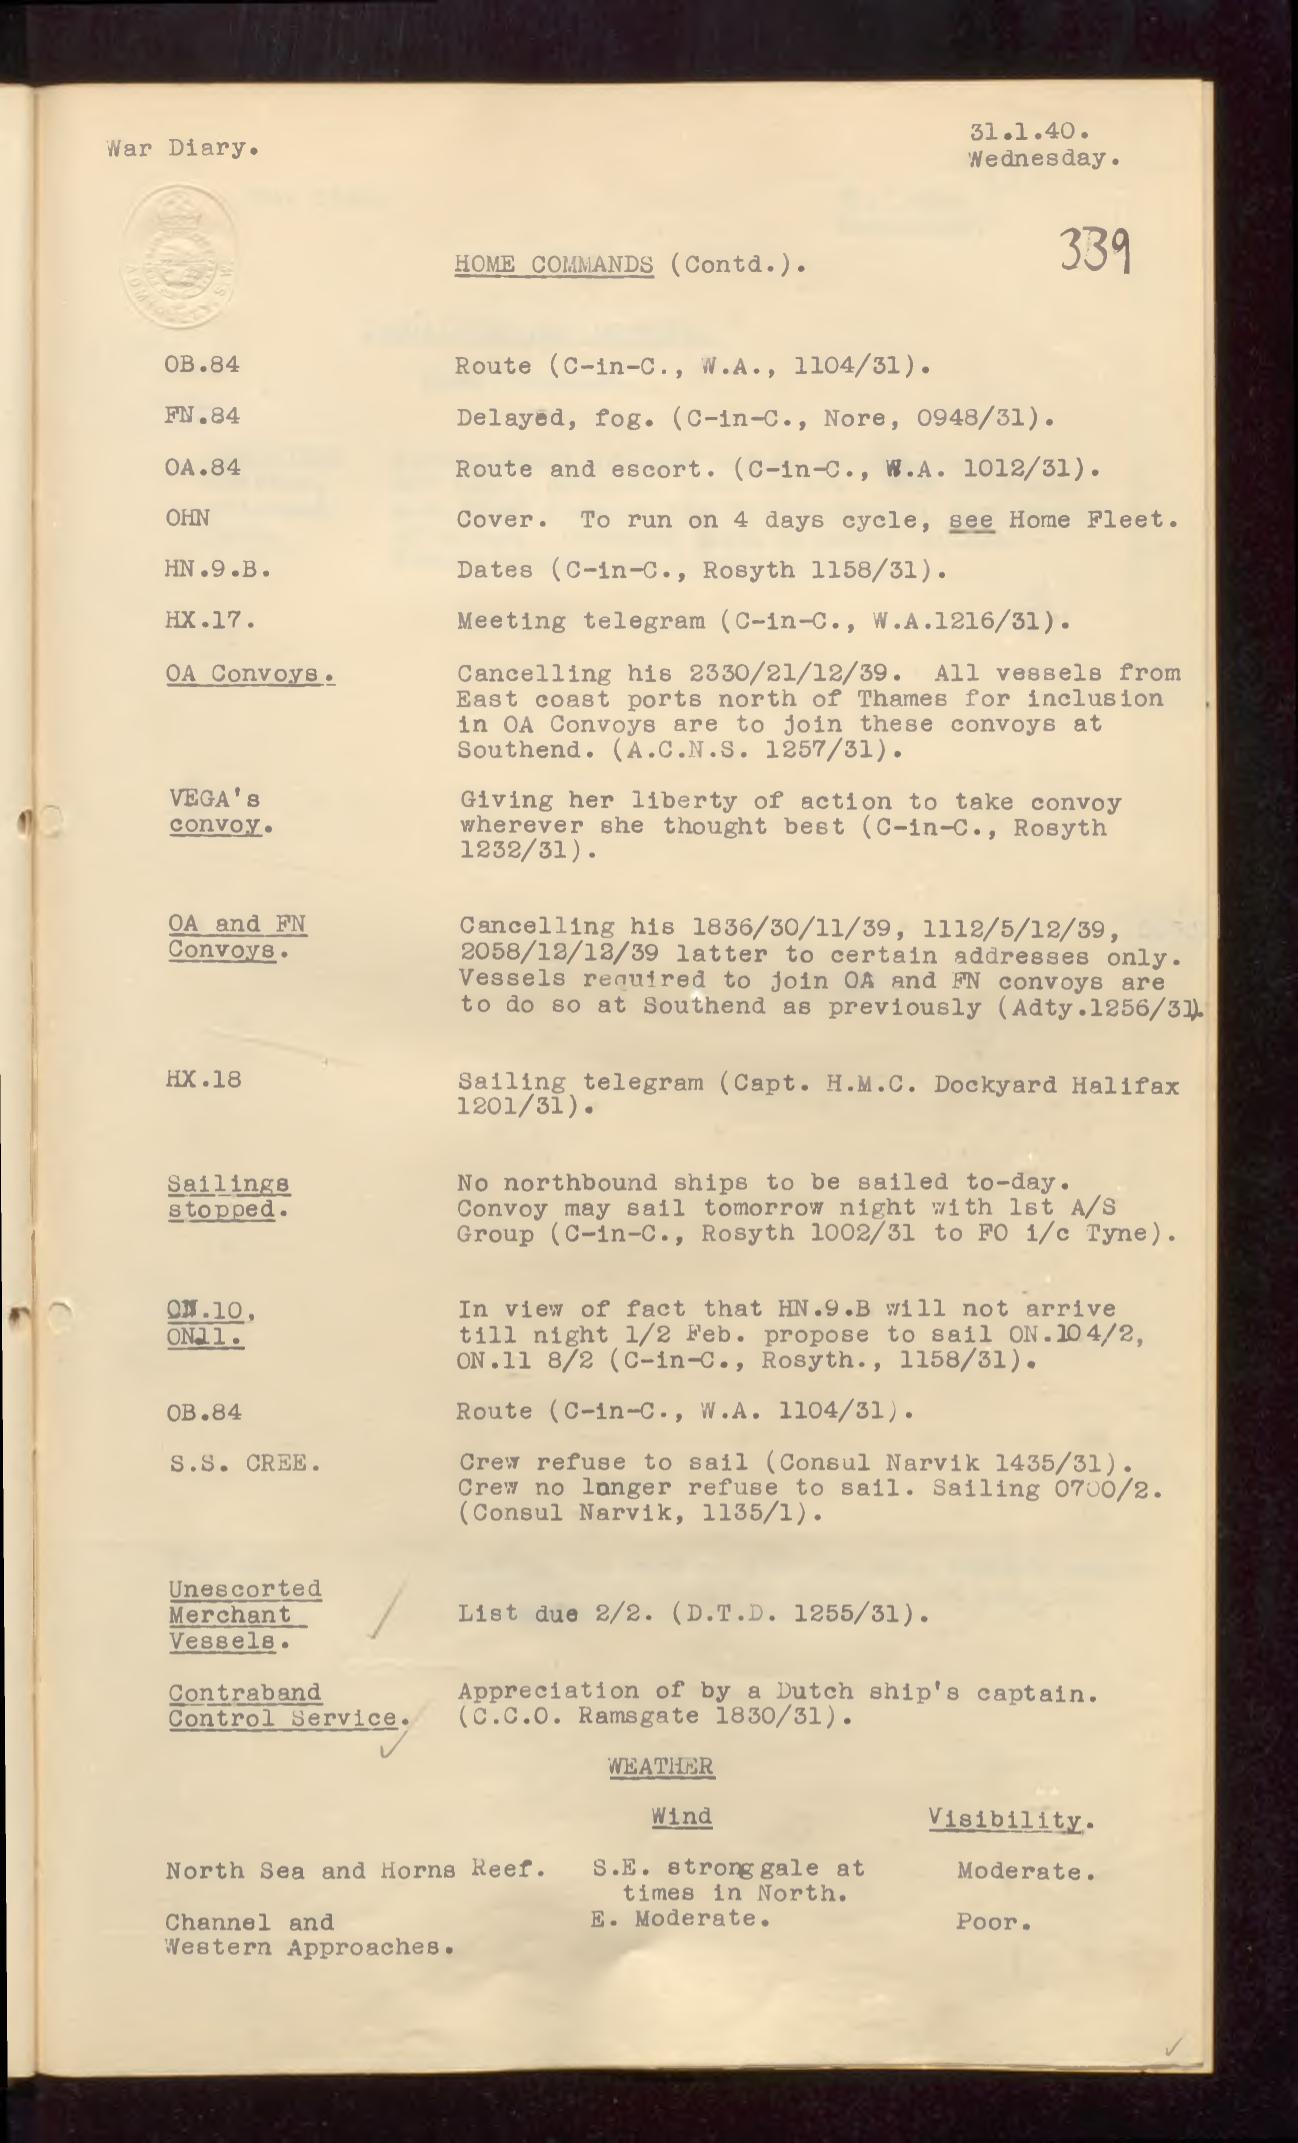 War Diary.
31.1.40.
Wednesday.
339
HOME COMMANDS (Contd.).
OB.84 Route (C-in-C., W.A., 1104/31).
FN.84 Delayed, fog. (C-in-C., Nore, 0948/31).
OA.84 Route and escort. (C-in-C., W.A. 1012/31).
OHN Cover. To run on 4 days cycle, see Home Fleet.
HN.9.B. Dates (C-in-C., Rosyth 1158/31).
HX.17. Meeting telegram (C-in-C., W.A.1216/31).
OA Convoys. Cancelling his 2330/21/12/39. All vessels from
East coast ports north of Thames for inclusion
in OA Convoys are to join these convoys at
Southend. (A.C.N.S. 1257/31).
VEGA's Giving her liberty of action to take convoy
convoy. wherever she thought best (C-in-C., Rosyth
1232/31).
OA and FN Cancelling his 1836/30/11/39, 1112/5/12/39,
Convoys. 2058/12/12/39 latter to certain addresses only.
Vessels required to join OA and FN convoys are
to do so at Southend as previously (Adty.1256/31).
HX.18 Sailing telegram (Capt. H.M.C. Dockyard Halifax
1201/31).
Sailings No northbound ships to be sailed to-day.
stopped. Convoy may sail tomorrow night with 1st A/S
Group (C-in-C., Rosyth 1002/31 to FO i/c Tyne).
ON.10, In view of fact that HN.9.B will not arrive
ON11. till night 1/2 Feb. propose to sail ON.10 4/2,
ON.11 8/2 (C-in-C., Rosyth., 1158/31).
OB.84 Route (C-in-C., W.A. 1104/31).
S.S. CREE. Crew refuse to sail (Consul Narvik 1435/31).
Crew no longer refuse to sail. Sailing 0700/2.
(Consul Narvik, 1135/1).
Unescorted
Merchant List due 2/2. (D.T.D. 1255/31).
Vessels.
Contraband Appreciation of by a Dutch ship's captain.
Control Service. (C.C.O. Ramsgate 1830/31).
WEATHER
Wind Visibility.
North Sea and Horns Reef. S.E. strong gale at Moderate.
times in North.
Channel and E. Moderate. Poor.
Western Approaches.